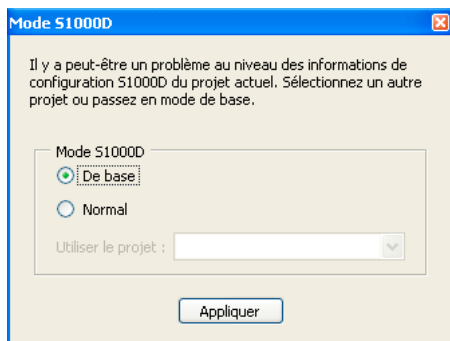 Mode S1000D
Il y a peut-être un problème au niveau des informations de
configuration S1000D du projet actuel. Sélectionnez un autre
projet ou passez en mode de base.
Mode S1000D
De base
Normal
Utiliser le projet :
Appliquer